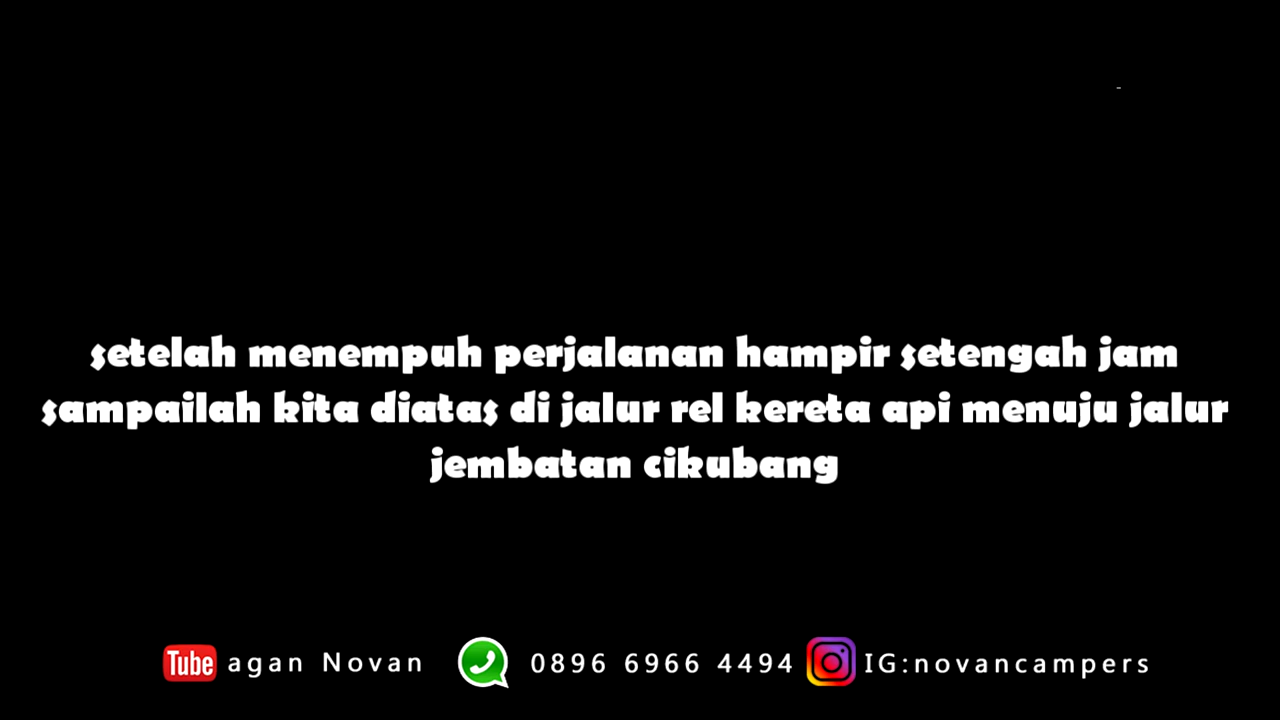 -
setelah menempuh perjalanan hampir setengah jam
sampailah kita diatas di jalur rel kereta api menuju jalur
jembatan cikubang
Tube agan Novan 0896 6966 4494 IG:novancampers